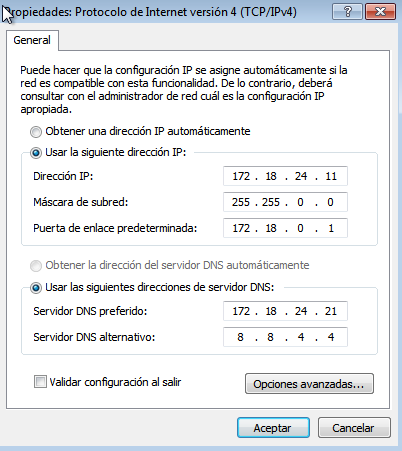 Propiedades: Protocolo de Internet versión 4 (TCP/IPv4)
General
Puede hacer que la configuración IP se asigne automáticamente si la
red es compatible con esta funcionalidad. De lo contrario, deberá
consultar con el administrador de red cuál es la configuración IP
apropiada.
Obtener una dirección IP automáticamente
Usar la siguiente dirección IP:
Dirección IP: 172 . 18 . 24 . 11
Máscara de subred: 255 . 255 . 0 . 0
Puerta de enlace predeterminada: 172 . 18 . 0 . 1
Obtener la dirección del servidor DNS automáticamente
Usar las siguientes direcciones de servidor DNS:
Servidor DNS preferido: 172 . 18 . 24 . 21
Servidor DNS alternativo: 8 . 8 . 4 . 4
Validar configuración al salir
Opciones avanzadas...
Aceptar Cancelar